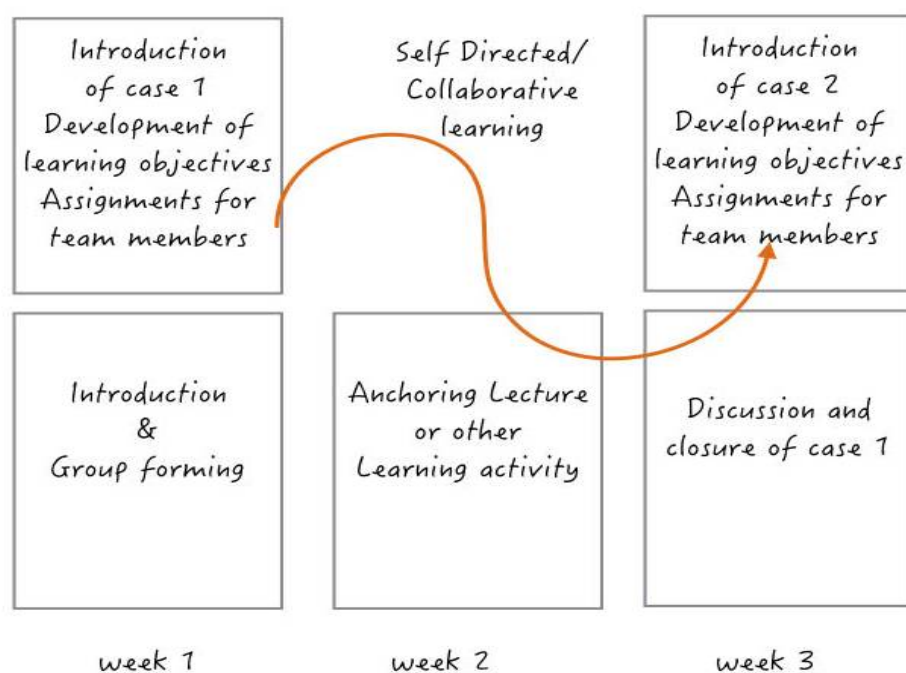 Introduction
of case 1
Development of
learning objectives
Assignments for
team members
Self Directed/
Collaborative
learning
Introduction
of case 2
Development of
learning objectives
Assignments for
team members
Introduction
&
Group forming
Anchoring Lecture
or other
Learning activity
Discussion and
closure of case 1
week 1
week 2
week 3